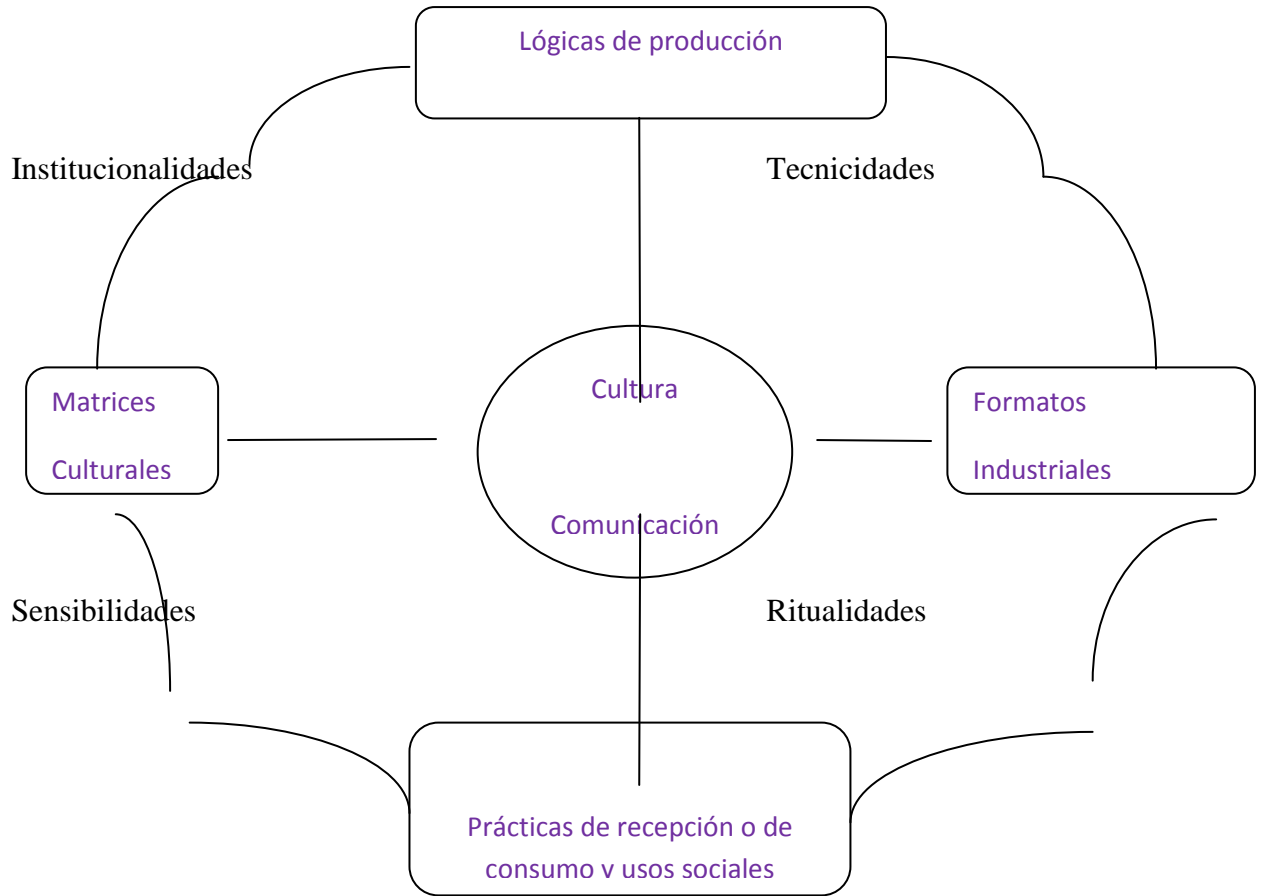 Lógicas de producción
Institucionalidades
Tecnicidades
Matrices
Culturales
Cultura
Comunicación
Formatos
Industriales
Sensibilidades
Ritualidades
Prácticas de recepción o de
consumo y usos sociales